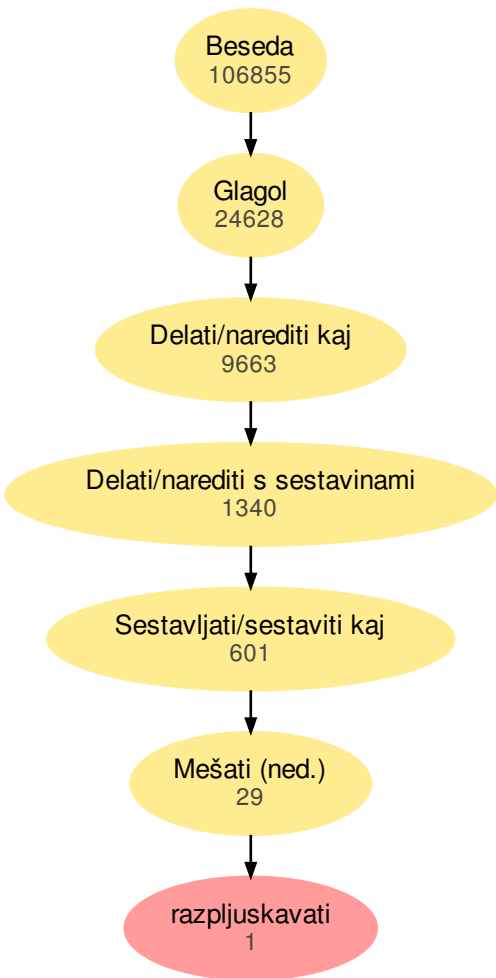 Beseda
106855
Glagol
24628
Delati/narediti kaj
9663
Delati/narediti s sestavinami
1340
Sestavljati/sestaviti kaj
601
Mešati (ned.)
29
razpljuskavati
1